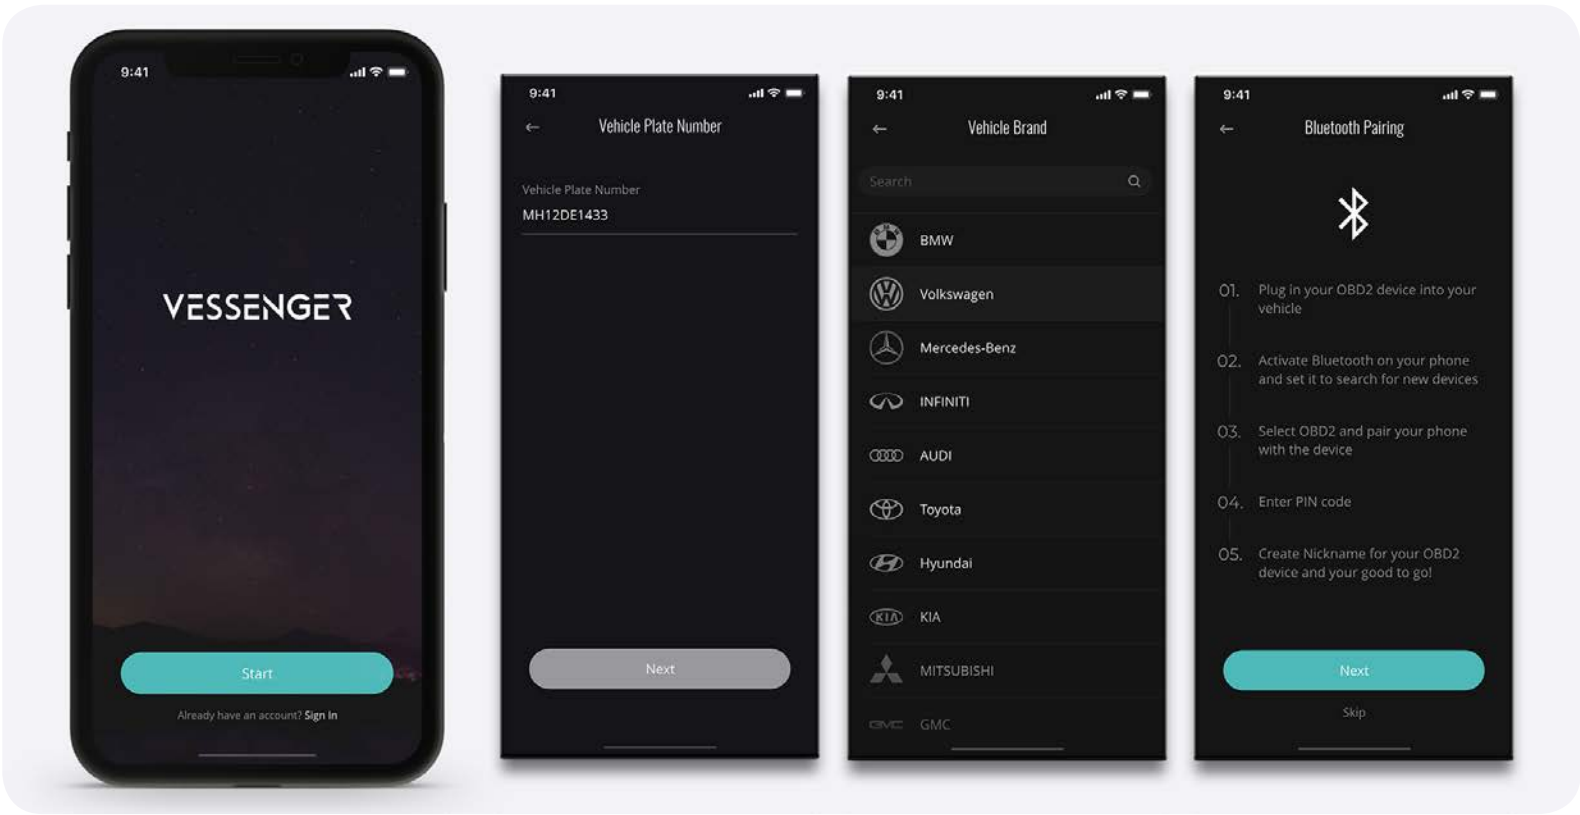 9:41
VESSENGER
Start
Already have an account? Sign In
9:41
Vehicle Plate Number
Vehicle Plate Number
MH12DE1433
Next
9:41
Vehicle Brand
Search
BMW
Volkswagen
Mercedes-Benz
INFINITI
AUDI
Toyota
Hyundai
KIA KIA
MITSUBISHI
GMC GMC
9:41
Bluetooth Pairing
01. Plug in your OBD2 device into your
vehicle
02. Activate Bluetooth on your phone
and set it to search for new devices
03. Select OBD2 and pair your phone
with the device
04. Enter PIN code
05. Create Nickname for your OBD2
device and your good to go!
Next
Skip